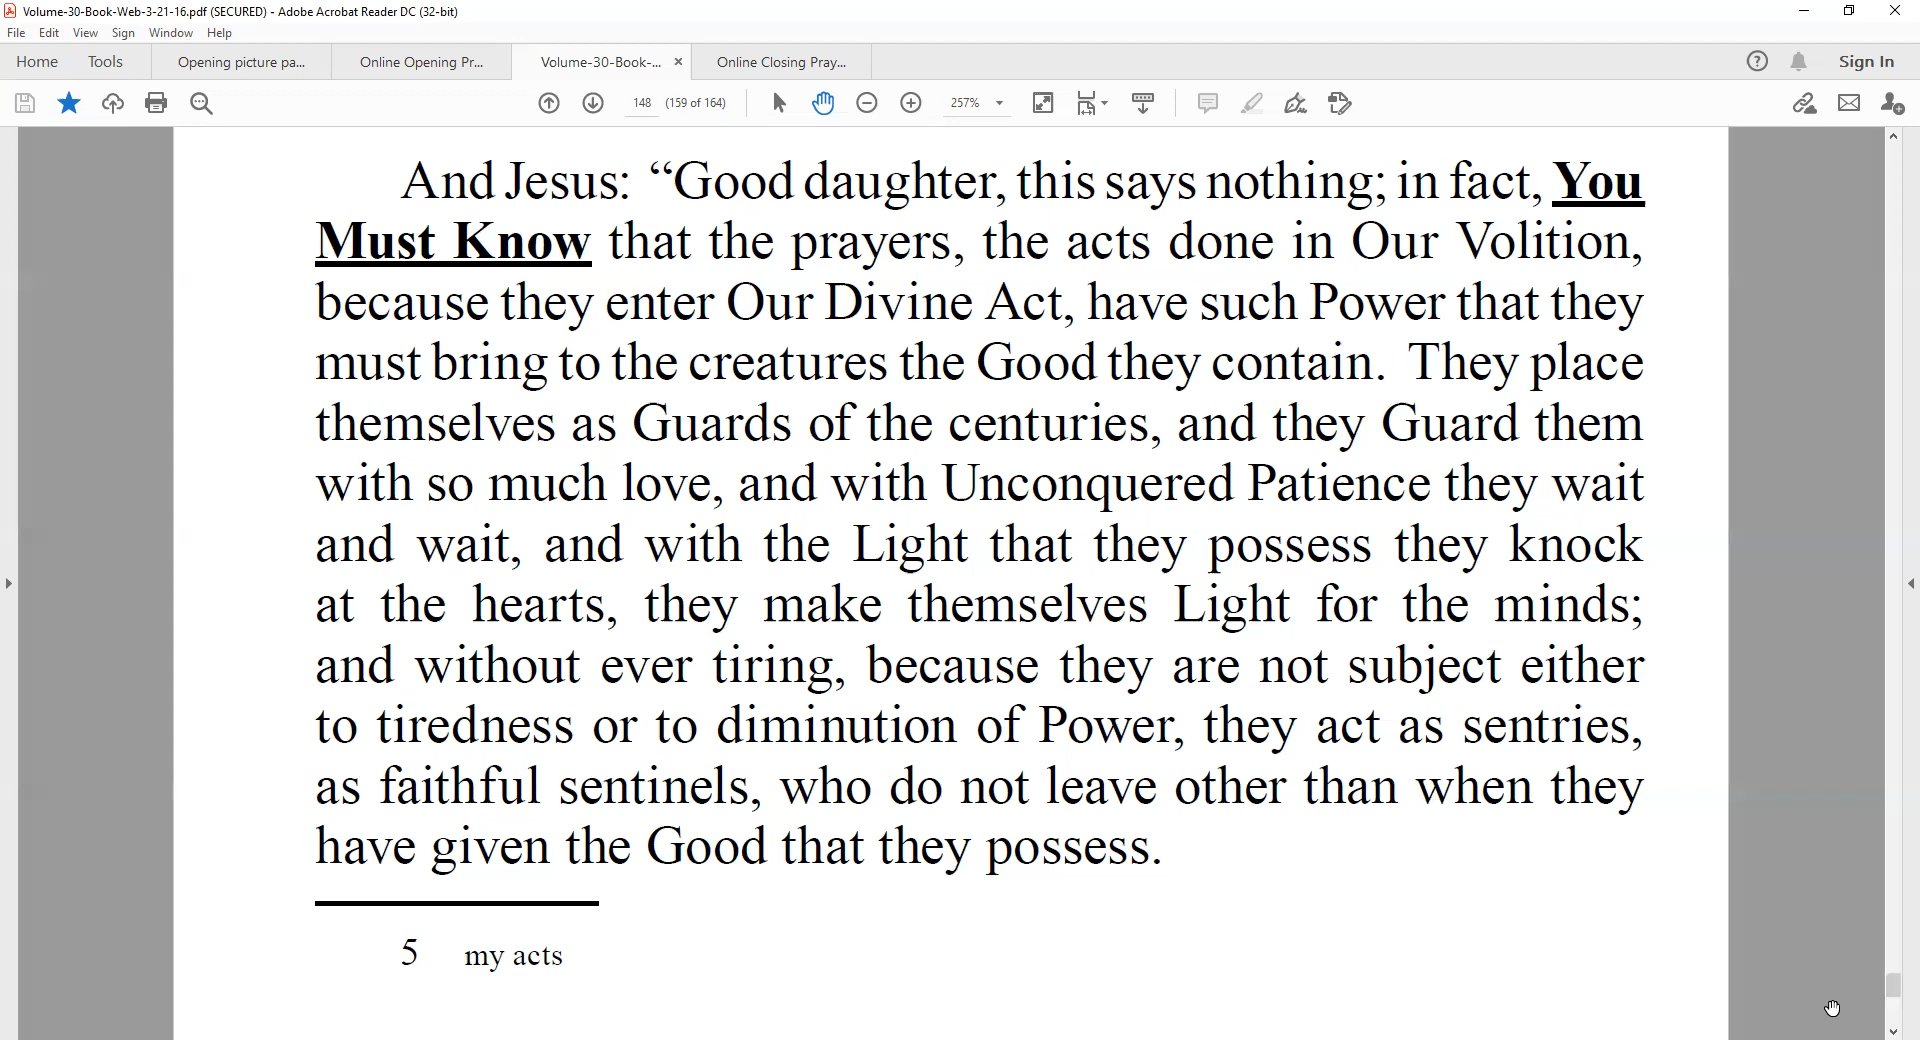 Volume-30-Book-Web-3-21-16.pdf (SECURED) - Adobe Acrobat Reader DC (32-bit)
File Edit View Sign Window Help
Home Tools Opening picture pa... Online Opening Pr... Volume-30-Book-... × Online Closing Pray... Sign In
148 (159 of 164) 257%
And Jesus: “Good daughter, this says nothing; in fact, You
Must Know that the prayers, the acts done in Our Volition,
because they enter Our Divine Act, have such Power that they
must bring to the creatures the Good they contain. They place
themselves as Guards of the centuries, and they Guard them
with so much love, and with Unconquered Patience they wait
and wait, and with the Light that they possess they knock
at the hearts, they make themselves Light for the minds;
and without ever tiring, because they are not subject either
to tiredness or to diminution of Power, they act as sentries,
as faithful sentinels, who do not leave other than when they
have given the Good that they possess.
5 my acts